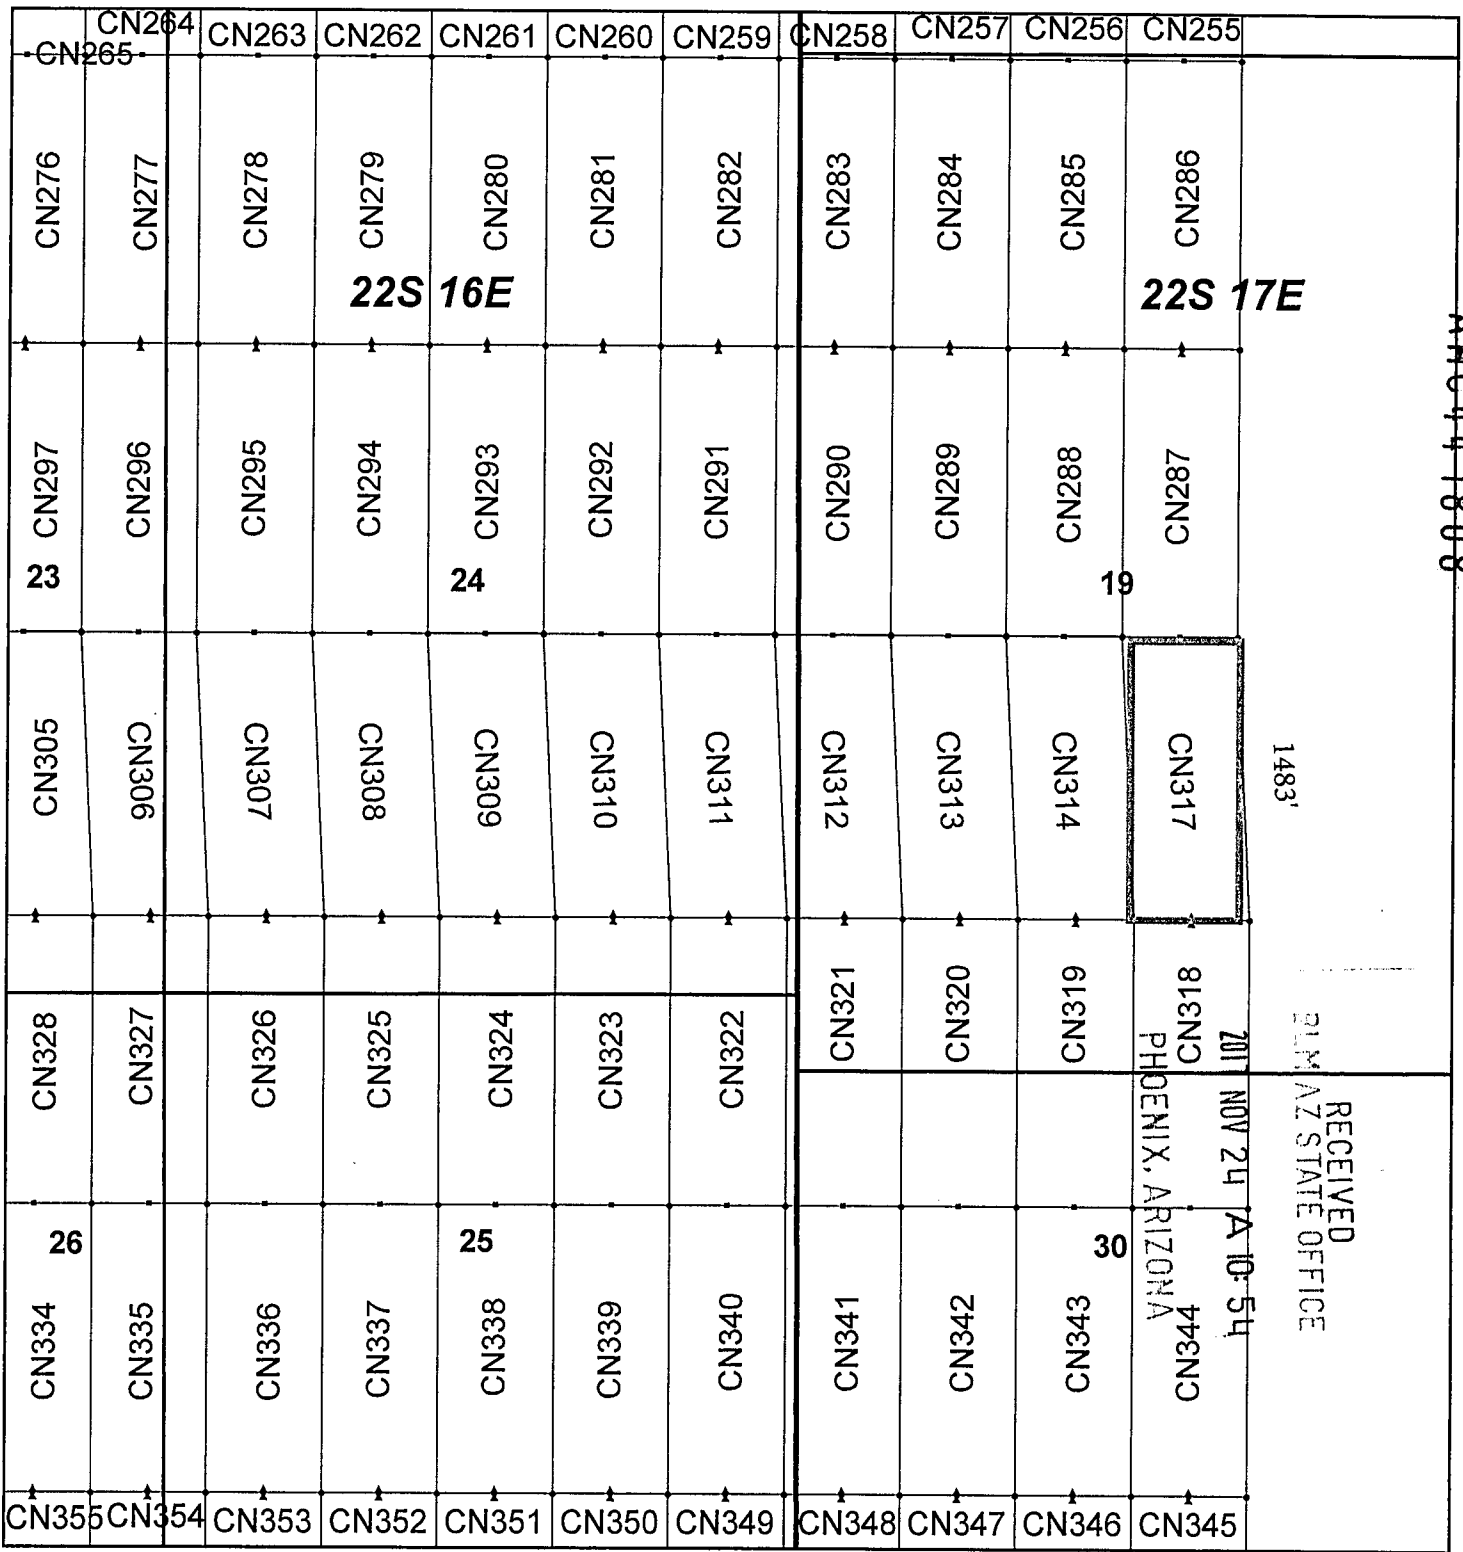 CN264 CN263 CN262 CN261 CN260 CN259 CN258 CN257 CN256 CN255
CN265
CN276 CN277 CN278 CN279 CN280 CN281 CN282 CN283 CN284 CN285 CN286
22S 16E 22S 17E
CN297 CN296 CN295 CN294 CN293 CN292 CN291 CN290 CN289 CN288 CN287
23 24 19
CN305 CN306 CN307 CN308 CN309 CN310 CN311 CN312 CN313 CN314 CN317
1483'
CN328 CN327 CN326 CN325 CN324 CN323 CN322 CN321 CN320 CN319 CN318
RECEIVED
BLM AZ STATE OFFICE
2017 NOV 24 A 10:54
PHOENIX, ARIZONA
26 25 30
CN334 CN335 CN336 CN337 CN338 CN339 CN340 CN341 CN342 CN343 CN344
CN355 CN354 CN353 CN352 CN351 CN350 CN349 CN348 CN347 CN346 CN345